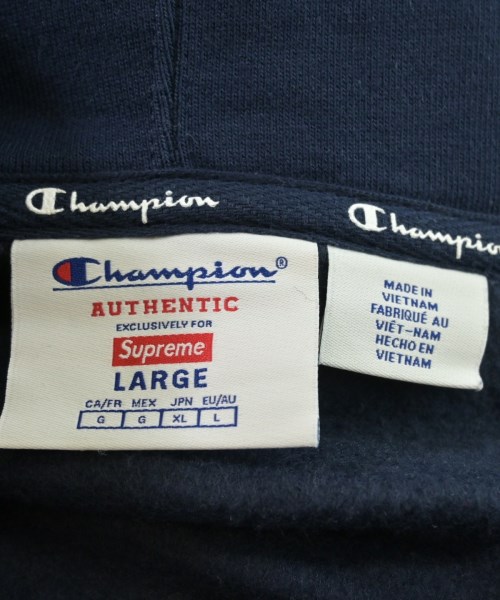 Champion
Champion
Champion®
AUTHENTIC
EXCLUSIVELY FOR
Supreme
LARGE
CA/FR MEX JPN EU/AU
G G XL L
MADE IN
VIETNAM
FABRIQUÉ AU
VIÊT-NAM
HECHO EN
VIETNAM